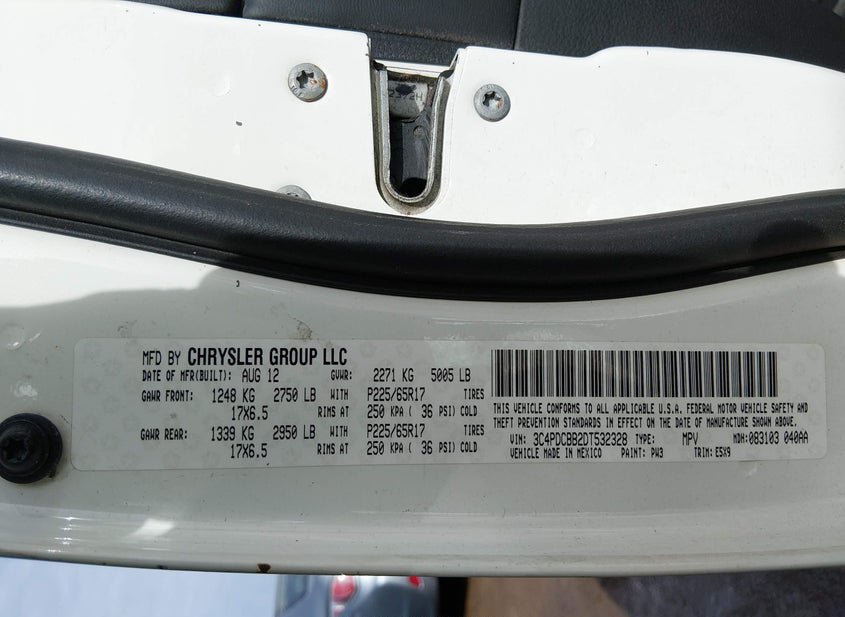 MFD BY CHRYSLER GROUP LLC
DATE OF MFR(BUILT): AUG 12 GVWR: 2271 KG 5005 LB
GAWR FRONT: 1248 KG 2750 LB WITH P225/65R17 TIRES
17X6.5 RIMS AT 250 KPA ( 36 PSI) COLD
GAWR REAR: 1339 KG 2950 LB WITH P225/65R17 TIRES
17X6.5 RIMS AT 250 KPA ( 36 PSI) COLD
THIS VEHICLE CONFORMS TO ALL APPLICABLE U.S.A. FEDERAL MOTOR VEHICLE SAFETY AND
THEFT PREVENTION STANDARDS IN EFFECT ON THE DATE OF MANUFACTURE SHOWN ABOVE.
VIN: 3C4PDCBB2DT532328 TYPE: MPV MDH:083103 040AA
VEHICLE MADE IN MEXICO PAINT: PW3 TRIM: E5X9